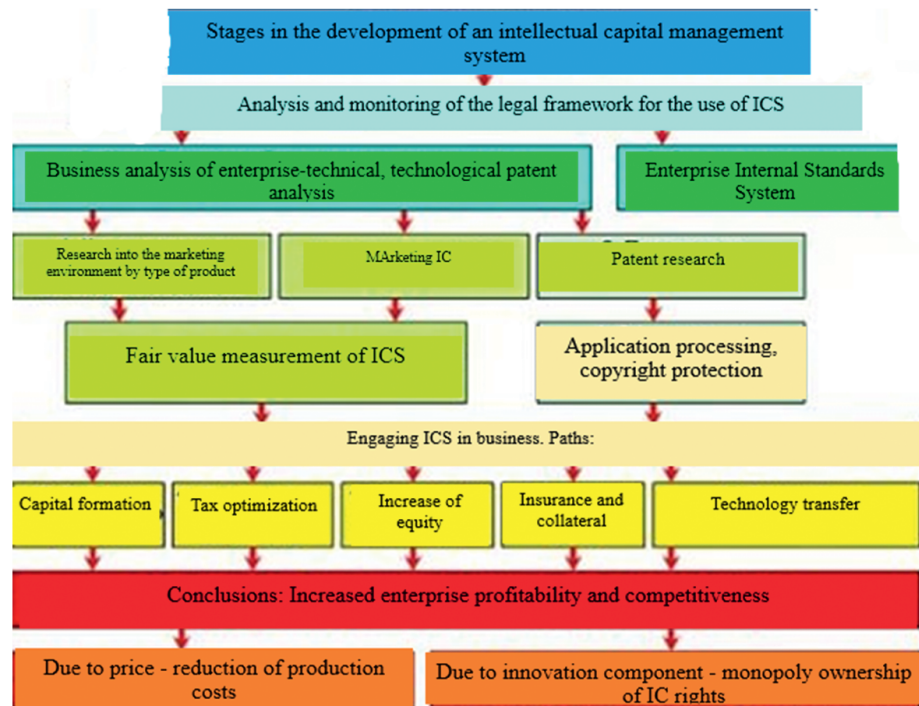 Stages in the development of an intellectual capital management
system
Analysis and monitoring of the legal framework for the use of ICS
Business analysis of enterprise-technical, technological patent
analysis
Enterprise Internal Standards
System
Research into the marketing
environment by type of product
MArketing IC
Patent research
Fair value measurement of ICS
Application processing,
copyright protection
Engaging ICS in business. Paths:
Capital formation
Tax optimization
Increase of
equity
Insurance and
collateral
Technology transfer
Conclusions: Increased enterprise profitability and competitiveness
Due to price - reduction of production
costs
Due to innovation component - monopoly ownership
of IC rights